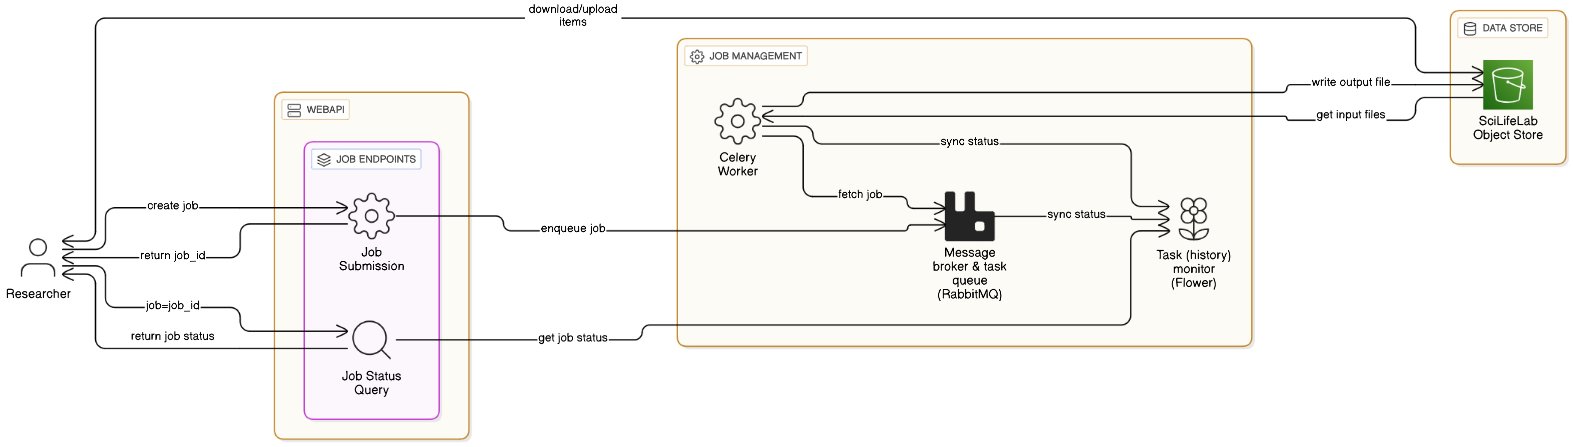 download/upload
items
DATA STORE
JOB MANAGEMENT
write output file
get input files
SciLifeLab
Object Store
WEBAPI
Celery
Worker
sync status
JOB ENDPOINTS
fetch job
create job
sync status
enqueue job
return job_id
Job
Submission
Message
broker & task
queue
(RabbitMQ)
Task (history)
monitor
(Flower)
Researcher
job=job_id
return job status
get job status
Job Status
Query